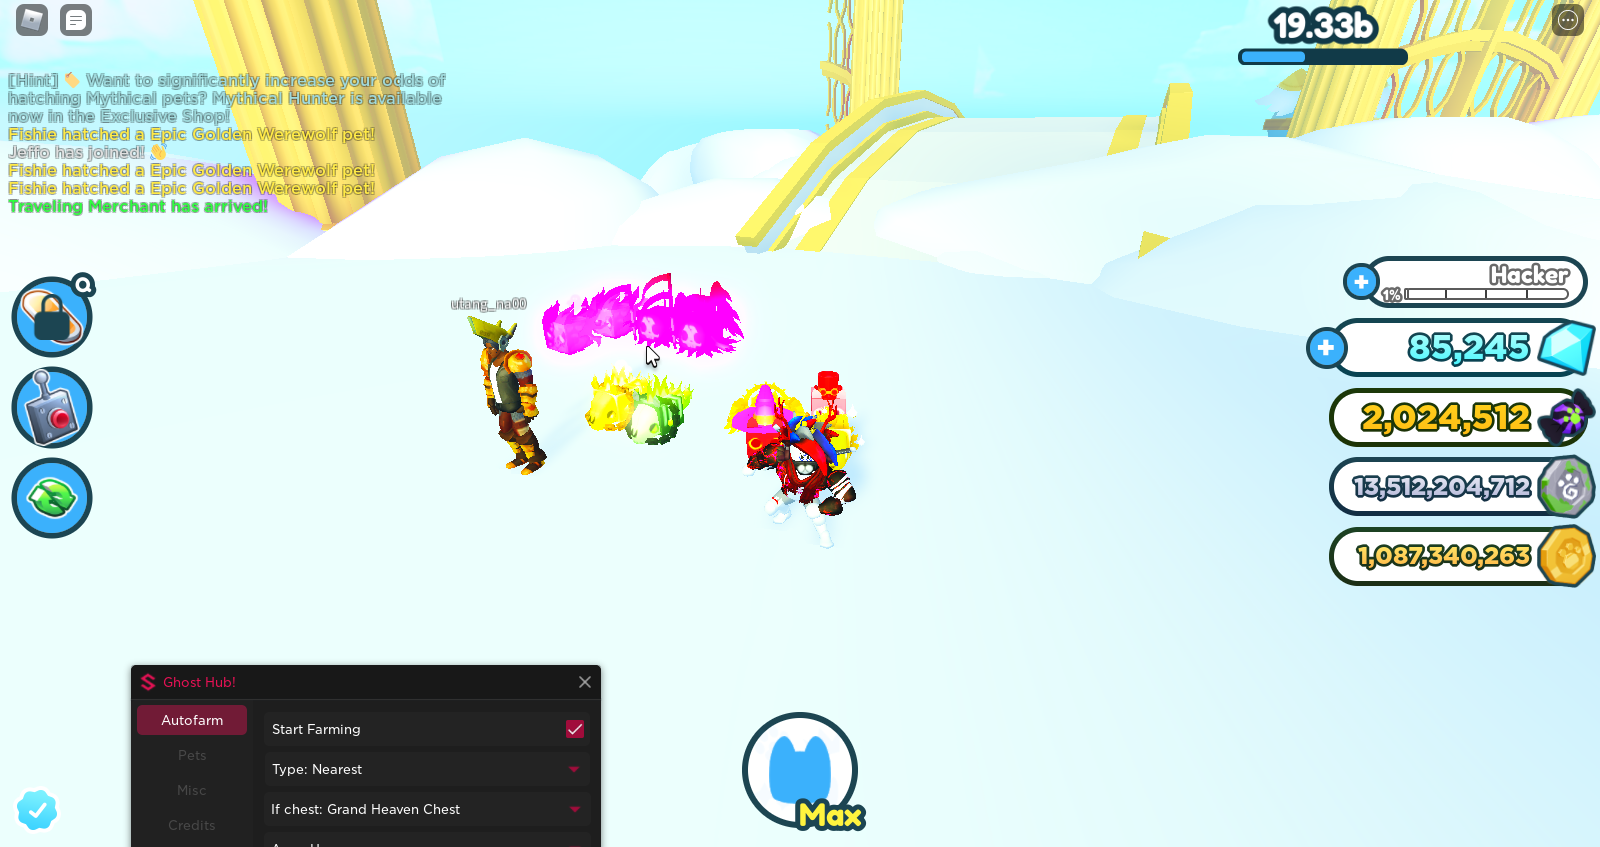 19.33b
[Hint] Want to significantly increase your odds of
hatching Mythical pets? Mythical Hunter is available
now in the Exclusive Shop!
Fishie hatched a Epic Golden Werewolf pet!
Jeffo has joined!
Fishie hatched a Epic Golden Werewolf pet!
Fishie hatched a Epic Golden Werewolf pet!
Traveling Merchant has arrived!
utang_na00
Hacker
1%
85,245
2,024,512
13,512,204,712
1,087,340,263
Ghost Hub!
Autofarm
Pets
Misc
Credits
Start Farming
Type: Nearest
If chest: Grand Heaven Chest
Max